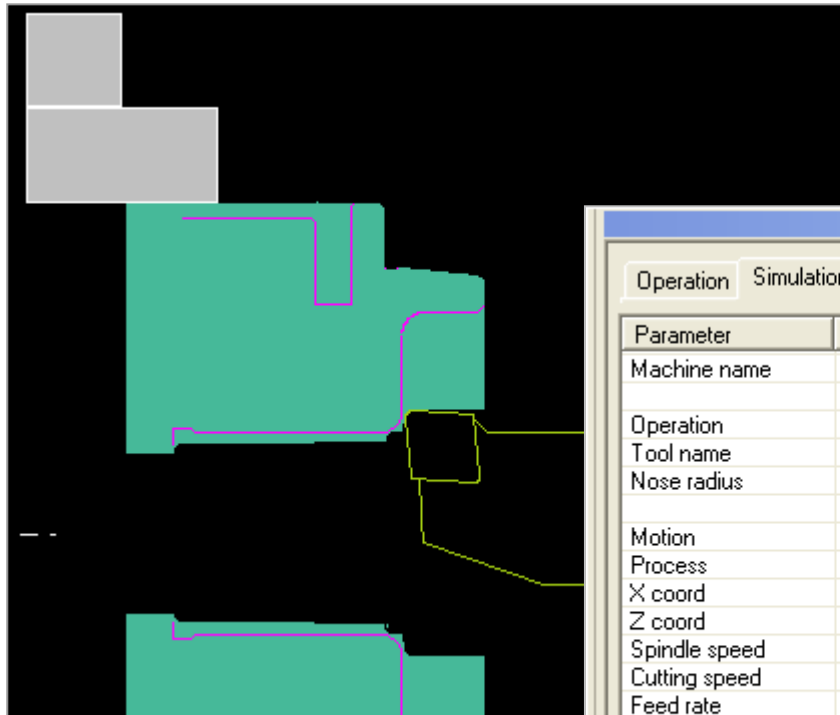 Operation Simulation
Parameter
Machine name
Operation
Tool name
Nose radius
Motion
Process
X coord
Z coord
Spindle speed
Cutting speed
Feed rate